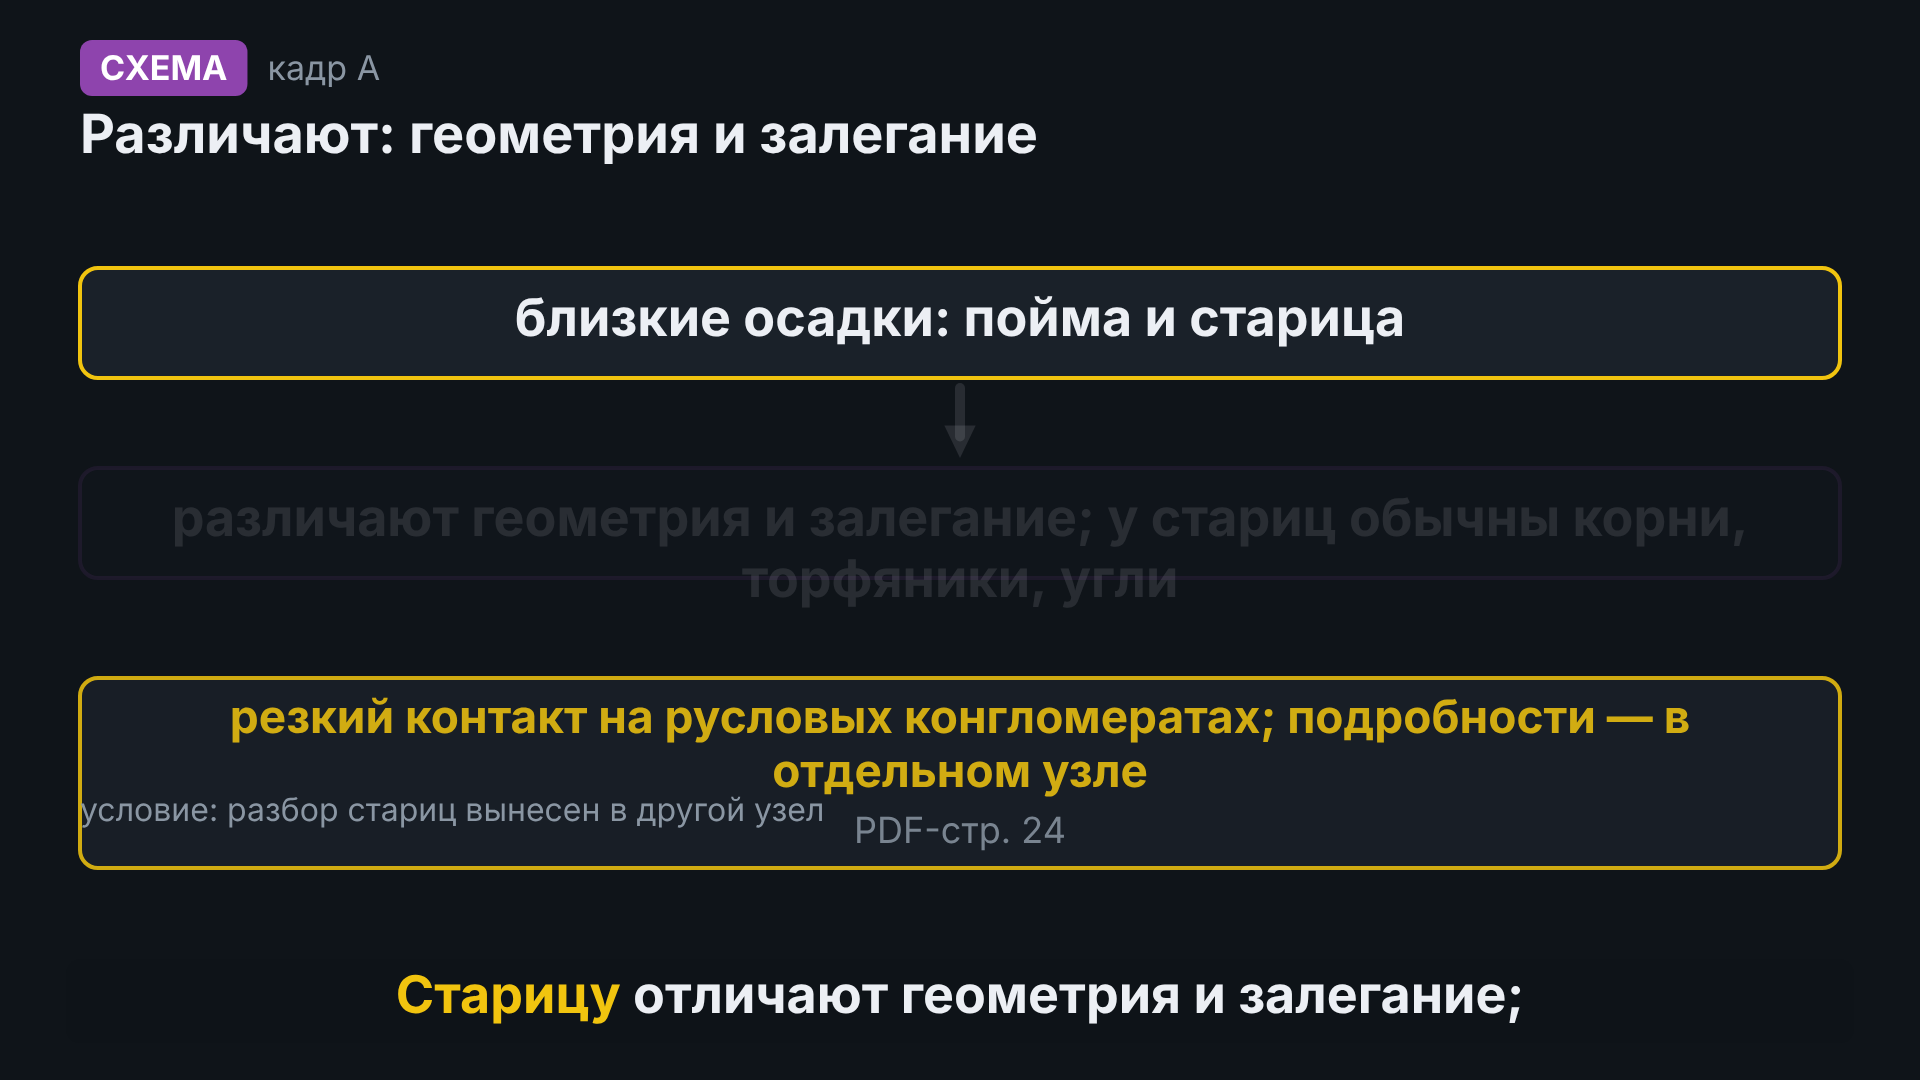 СХЕМА кадр A
Различают: геометрия и залегание
близкие осадки: пойма и старица
различают геометрия и залегание; у стариц обычны корни,
торфяники, угли
резкий контакт на русловых конгломератах; подробности — в
отдельном узле
условие: разбор стариц вынесен в другой узел
PDF-стр. 24
Старицу отличают геометрия и залегание;